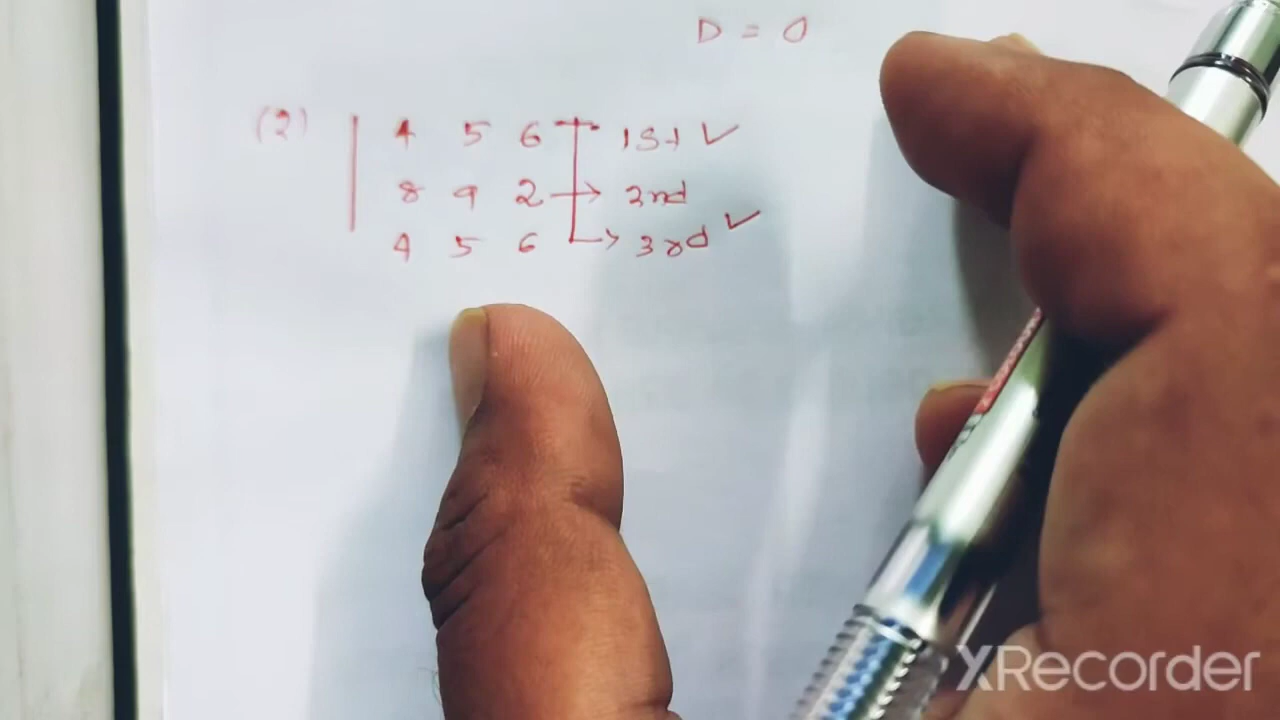 D = 0
(2) | 4 5 6 1st ✓
8 9 2 → 2nd
4 5 6 → 3rd ✓
XRecorder